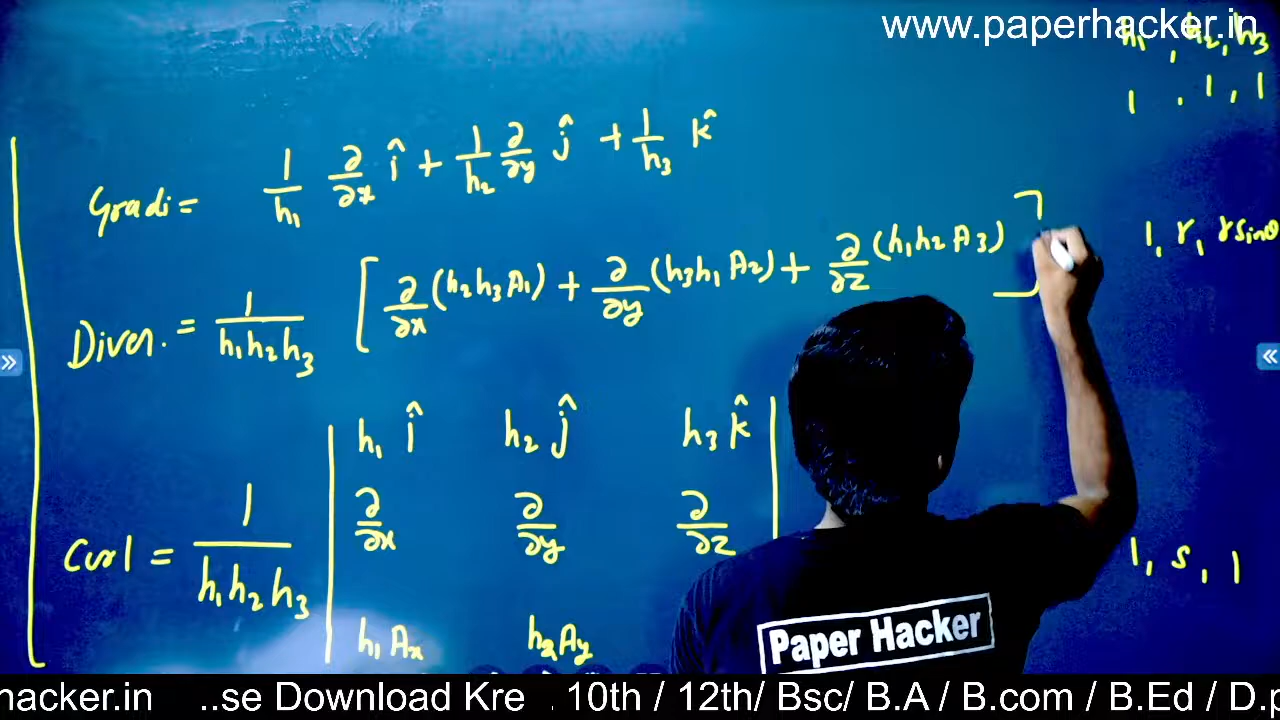 www.paperhacker.in
h₁, h₂, h₃
1, 1, 1
Gradi = 1/h₁ ∂/∂x î + 1/h₂ ∂/∂y ĵ + 1/h₃ k̂
1, r, r sinθ
Diver. = 1/h₁h₂h₃ [ ∂/∂x (h₂h₃A₁) + ∂/∂y (h₃h₁A₂) + ∂/∂z (h₁h₂A₃) ]
h₁ î h₂ ĵ h₃ k̂
Curl = 1/h₁h₂h₃ | ∂/∂x ∂/∂y ∂/∂z |
1, s, 1
h₁Aₓ h₂Ay
Paper Hacker
hacker.in ..se Download Kre . 10th / 12th/ Bsc/ B.A / B.com / B.Ed / D.p